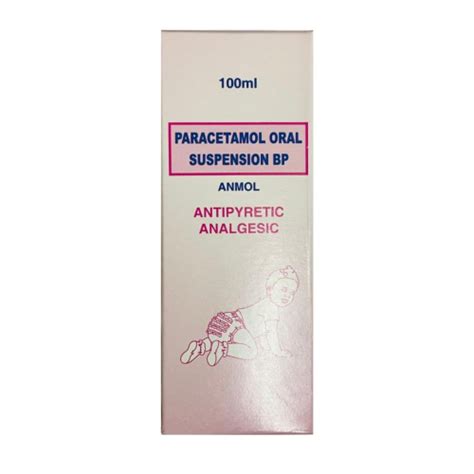 100ml
PARACETAMOL ORAL
SUSPENSION BP
ANMOL
ANTIPYRETIC
ANALGESIC